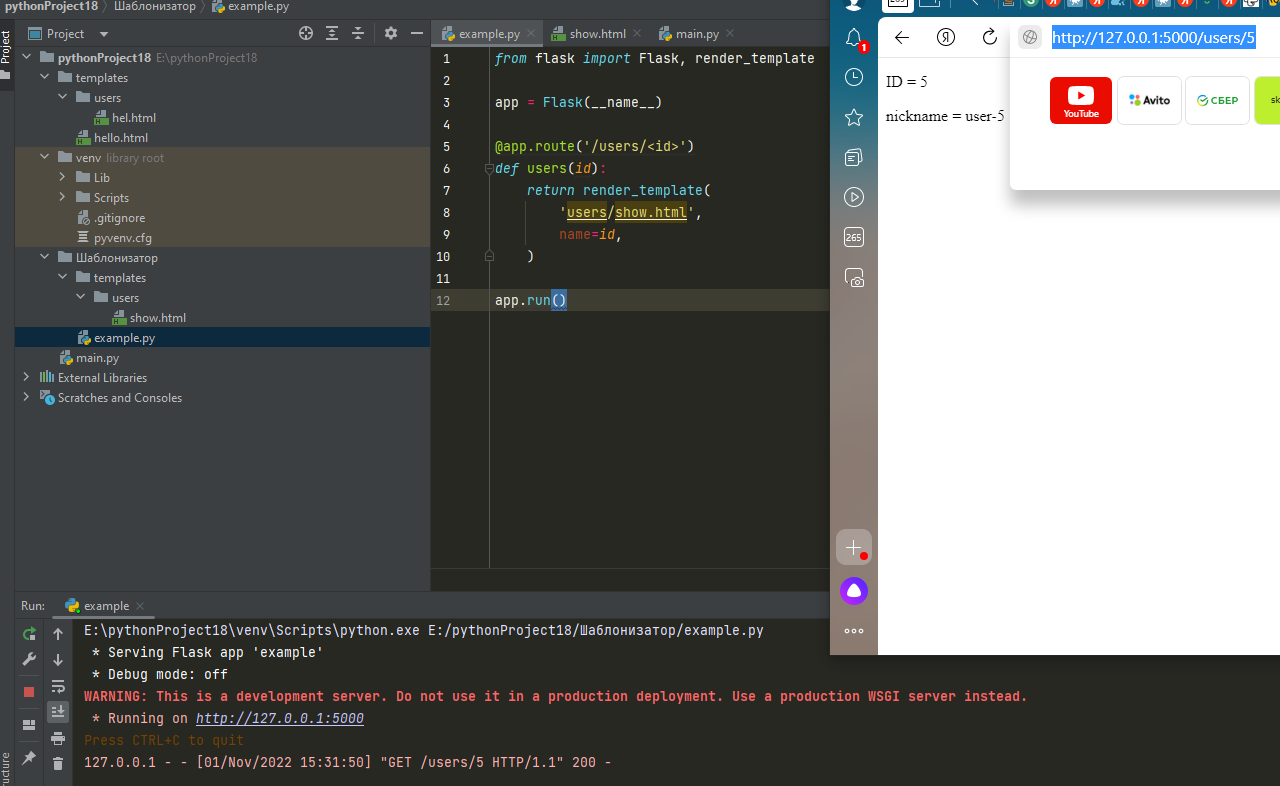 pythonProject18 〉 Шаблонизатор 〉 example.py
Project
Project
pythonProject18 E:\pythonProject18
templates
users
hel.html
hello.html
venv library root
Lib
Scripts
.gitignore
pyvenv.cfg
Шаблонизатор
templates
users
show.html
example.py
main.py
External Libraries
Scratches and Consoles
example.py
show.html
main.py
1 from flask import Flask, render_template
2
3 app = Flask(__name__)
4
5 @app.route('/users/<id>')
6 def users(id):
7 return render_template(
8 'users/show.html',
9 name=id,
10 )
11
12 app.run()
1
265
Я
http://127.0.0.1:5000/users/5
ID = 5
nickname = user-5
YouTube
Avito
СБЕР
sk
Run: example
E:\pythonProject18\venv\Scripts\python.exe E:/pythonProject18/Шаблонизатор/example.py
* Serving Flask app 'example'
* Debug mode: off
WARNING: This is a development server. Do not use it in a production deployment. Use a production WSGI server instead.
* Running on http://127.0.0.1:5000
Press CTRL+C to quit
127.0.0.1 - - [01/Nov/2022 15:31:50] "GET /users/5 HTTP/1.1" 200 -
ructure